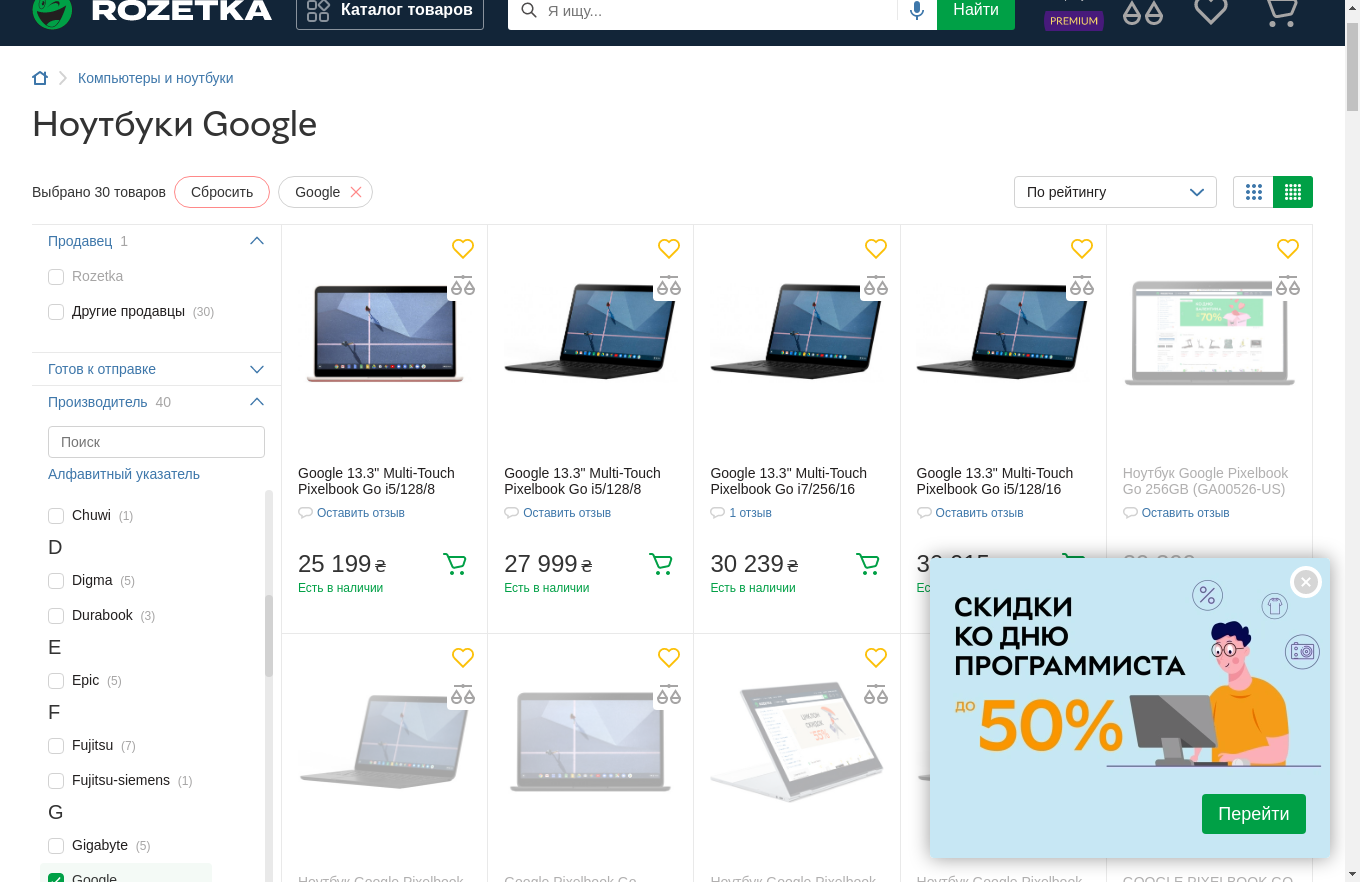 ROZETKA
Каталог товаров
Я ищу...
Найти
PREMIUM
Компьютеры и ноутбуки
Ноутбуки Google
Выбрано 30 товаров
Сбросить
Google
По рейтингу
Продавец 1
Rozetka
Другие продавцы (30)
Готов к отправке
Производитель 40
Поиск
Алфавитный указатель
Chuwi (1)
D
Digma (5)
Durabook (3)
E
Epic (5)
F
Fujitsu (7)
Fujitsu-siemens (1)
G
Gigabyte (5)
Google
Google 13.3" Multi-Touch
Pixelbook Go i5/128/8
Оставить отзыв
25 199 ₴
Есть в наличии
Google 13.3" Multi-Touch
Pixelbook Go i5/128/8
Оставить отзыв
27 999 ₴
Есть в наличии
Google 13.3" Multi-Touch
Pixelbook Go i7/256/16
1 отзыв
30 239 ₴
Есть в наличии
Google 13.3" Multi-Touch
Pixelbook Go i5/128/16
Оставить отзыв
Ноутбук Google Pixelbook
Go 256GB (GA00526-US)
Оставить отзыв
70%
55%
Ноутбук Google Pixelbook
Google Pixelbook Go
Ноутбук Google Pixelbook
Ноутбук Google Pixelbook
GOOGLE PIXELBOOK GO
СКИДКИ
КО ДНЮ
ПРОГРАММИСТА
ДО 50%
Перейти